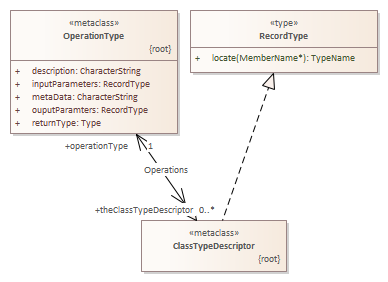 «metaclass»
OperationType
{root}
+ description: CharacterString
+ inputParameters: RecordType
+ metaData: CharacterString
+ ouputParamters: RecordType
+ returnType: Type
«type»
RecordType
+ locate(MemberName*): TypeName
+operationType 1
Operations
+theClassTypeDescriptor 0..*
«metaclass»
ClassTypeDescriptor
{root}